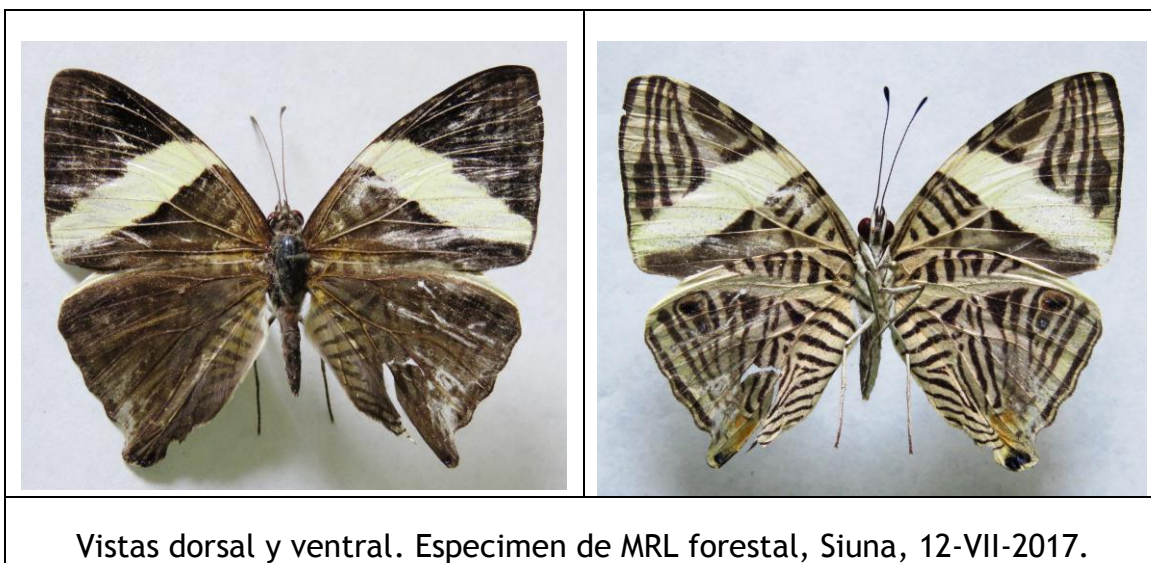 Vistas dorsal y ventral. Especimen de MRL forestal, Siuna, 12-VII-2017.